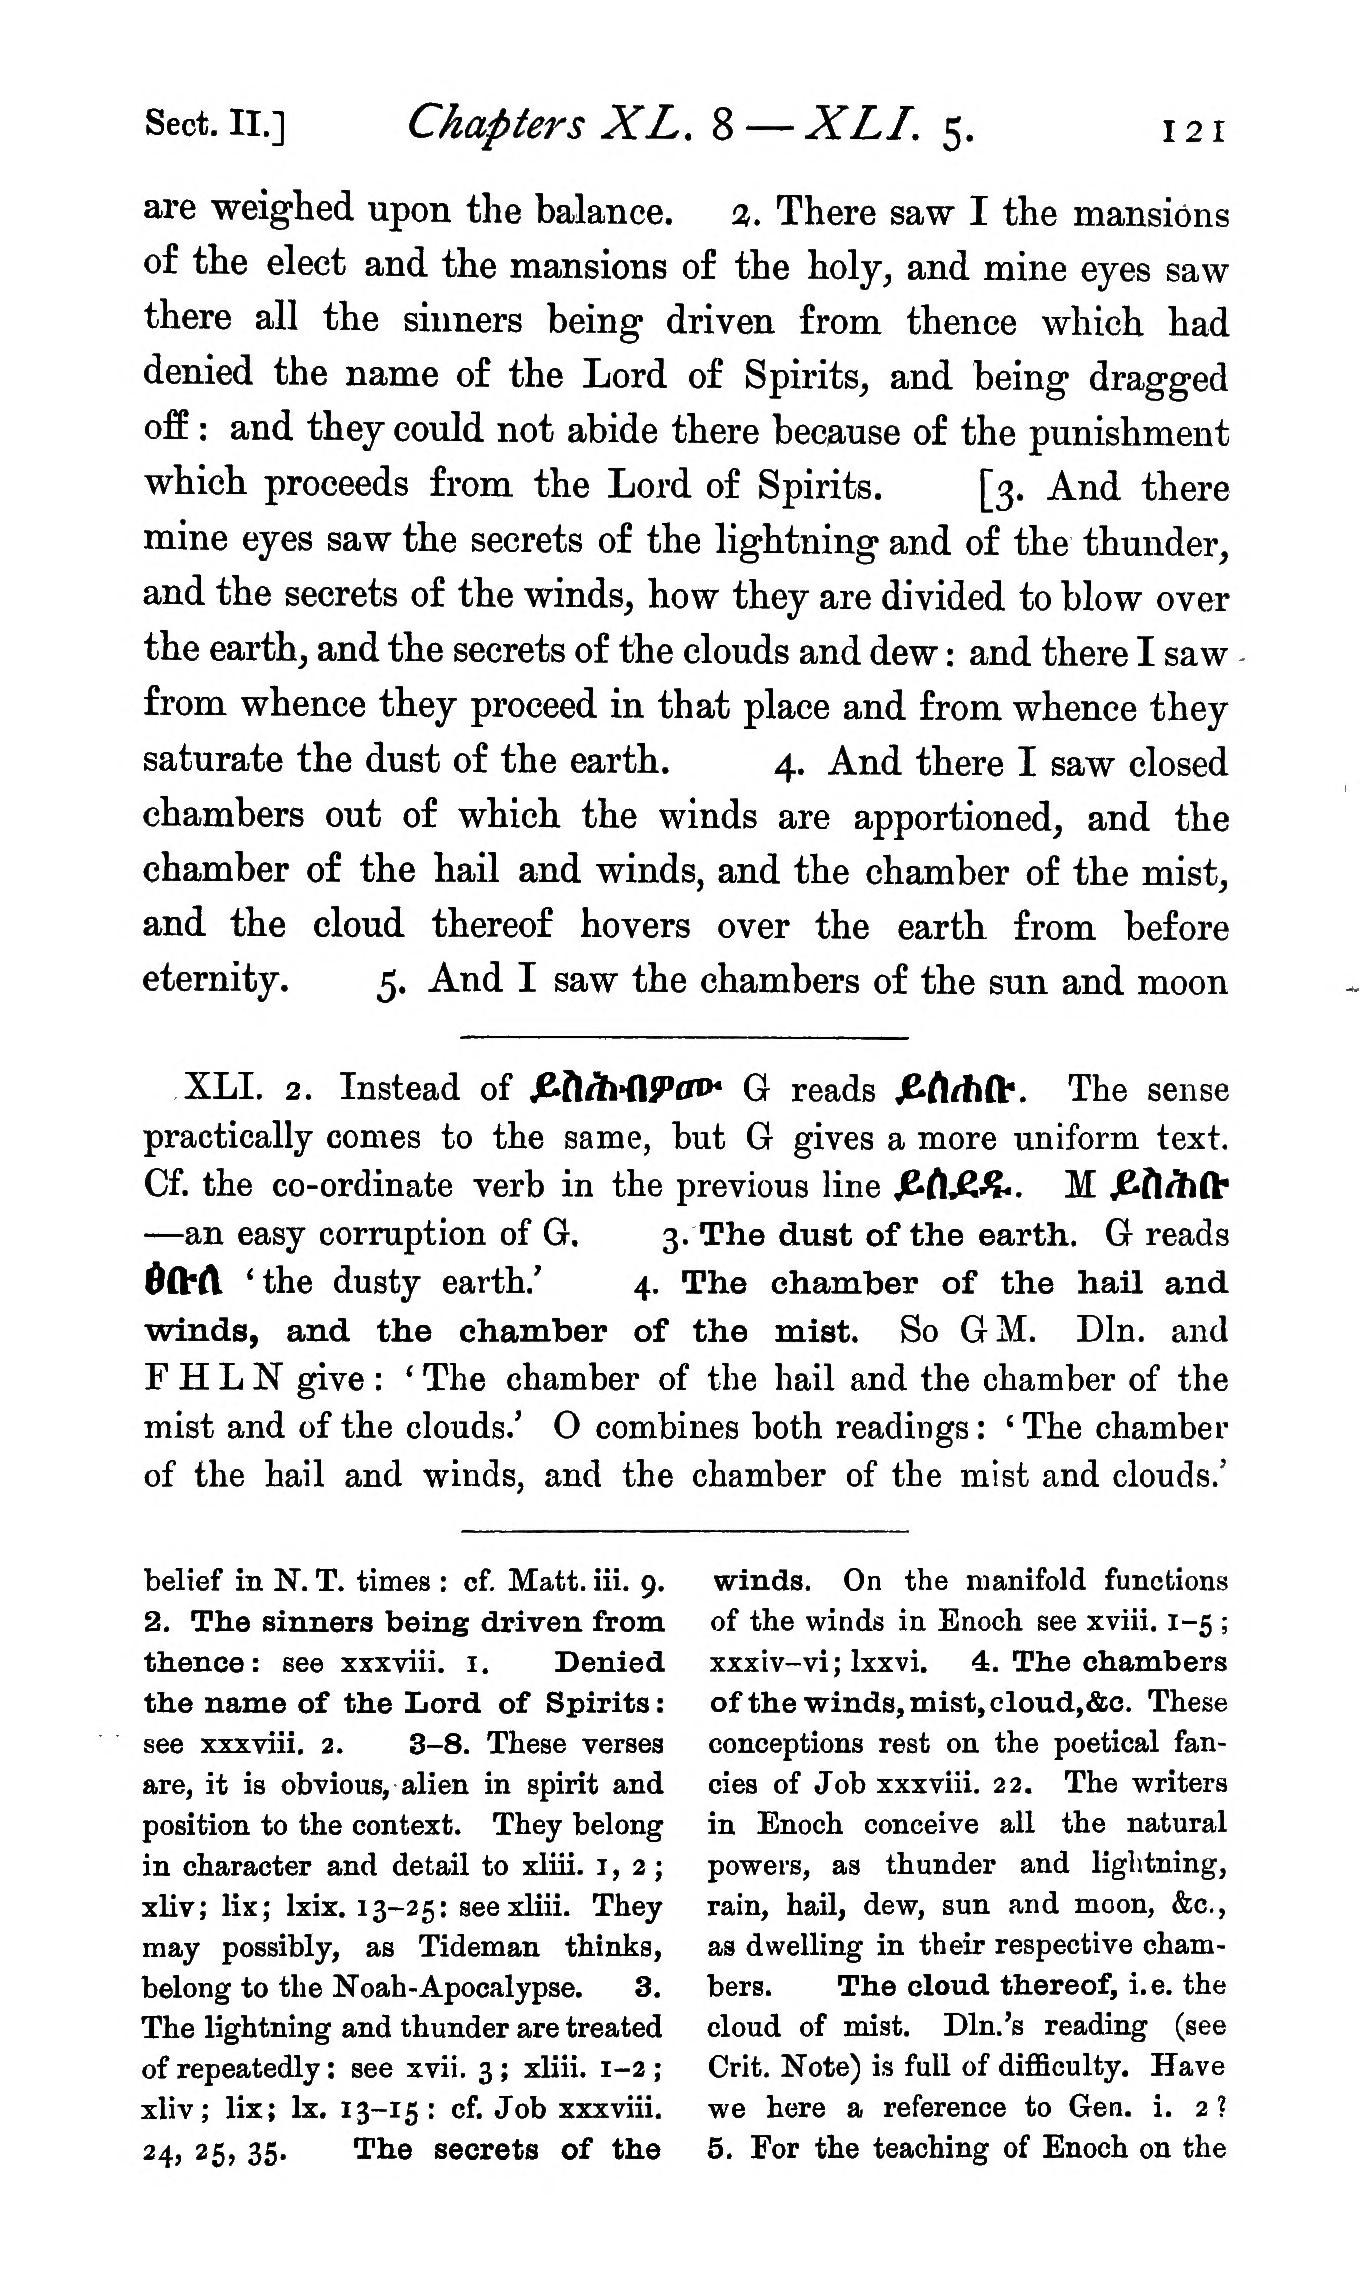 Sect. II.] Chapters XL. 8 — XLI. 5. 121
are weighed upon the balance. 2. There saw I the mansions
of the elect and the mansions of the holy, and mine eyes saw
there all the sinners being driven from thence which had
denied the name of the Lord of Spirits, and being dragged
off: and they could not abide there because of the punishment
which proceeds from the Lord of Spirits. [3. And there
mine eyes saw the secrets of the lightning and of the thunder,
and the secrets of the winds, how they are divided to blow over
the earth, and the secrets of the clouds and dew: and there I saw
from whence they proceed in that place and from whence they
saturate the dust of the earth. 4. And there I saw closed
chambers out of which the winds are apportioned, and the
chamber of the hail and winds, and the chamber of the mist,
and the cloud thereof hovers over the earth from before
eternity. 5. And I saw the chambers of the sun and moon
XLI. 2. Instead of ይስሕብዎሙ G reads ይሰሐቡ. The sense
practically comes to the same, but G gives a more uniform text.
Cf. the co-ordinate verb in the previous line ይሰደዱ. M ይስሕቡ
—an easy corruption of G. 3. The dust of the earth. G reads
ፀቡሰ ‘the dusty earth.’ 4. The chamber of the hail and
winds, and the chamber of the mist. So G M. Dln. and
F H L N give: ‘The chamber of the hail and the chamber of the
mist and of the clouds.’ O combines both readings: ‘The chamber
of the hail and winds, and the chamber of the mist and clouds.’
belief in N. T. times: cf. Matt. iii. 9.
2. The sinners being driven from
thence: see xxxviii. 1. Denied
the name of the Lord of Spirits:
see xxxviii. 2. 3–8. These verses
are, it is obvious, alien in spirit and
position to the context. They belong
in character and detail to xliii. 1, 2;
xliv; lix; lxix. 13–25: see xliii. They
may possibly, as Tideman thinks,
belong to the Noah-Apocalypse. 3.
The lightning and thunder are treated
of repeatedly: see xvii. 3; xliii. 1–2;
xliv; lix; lx. 13–15: cf. Job xxxviii.
24, 25, 35. The secrets of the
winds. On the manifold functions
of the winds in Enoch see xviii. 1–5;
xxxiv–vi; lxxvi. 4. The chambers
of the winds, mist, cloud, &c. These
conceptions rest on the poetical fan-
cies of Job xxxviii. 22. The writers
in Enoch conceive all the natural
powers, as thunder and lightning,
rain, hail, dew, sun and moon, &c.,
as dwelling in their respective cham-
bers. The cloud thereof, i.e. the
cloud of mist. Dln.’s reading (see
Crit. Note) is full of difficulty. Have
we here a reference to Gen. i. 2?
5. For the teaching of Enoch on the